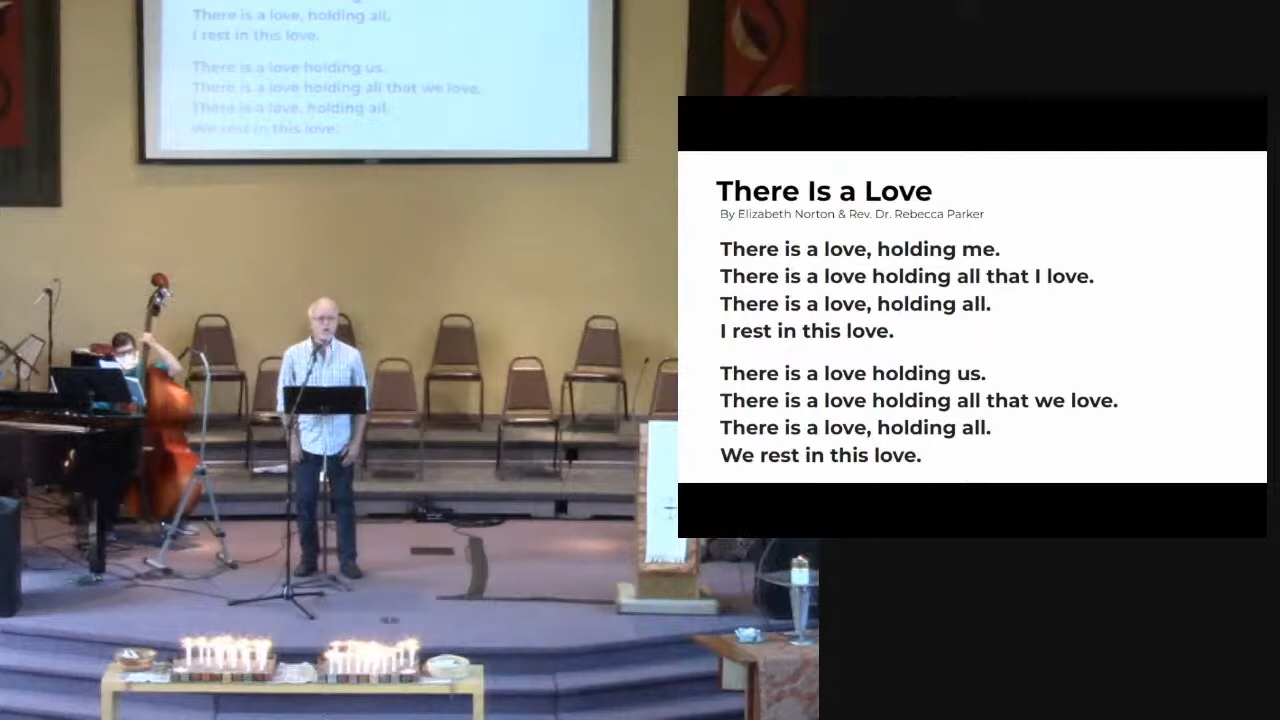 There is a love, holding all.
I rest in this love.
There is a love holding us.
There is a love holding all that we love.
There is a love, holding all.
We rest in this love.
There Is a Love
By Elizabeth Norton & Rev. Dr. Rebecca Parker
There is a love, holding me.
There is a love holding all that I love.
There is a love, holding all.
I rest in this love.
There is a love holding us.
There is a love holding all that we love.
There is a love, holding all.
We rest in this love.